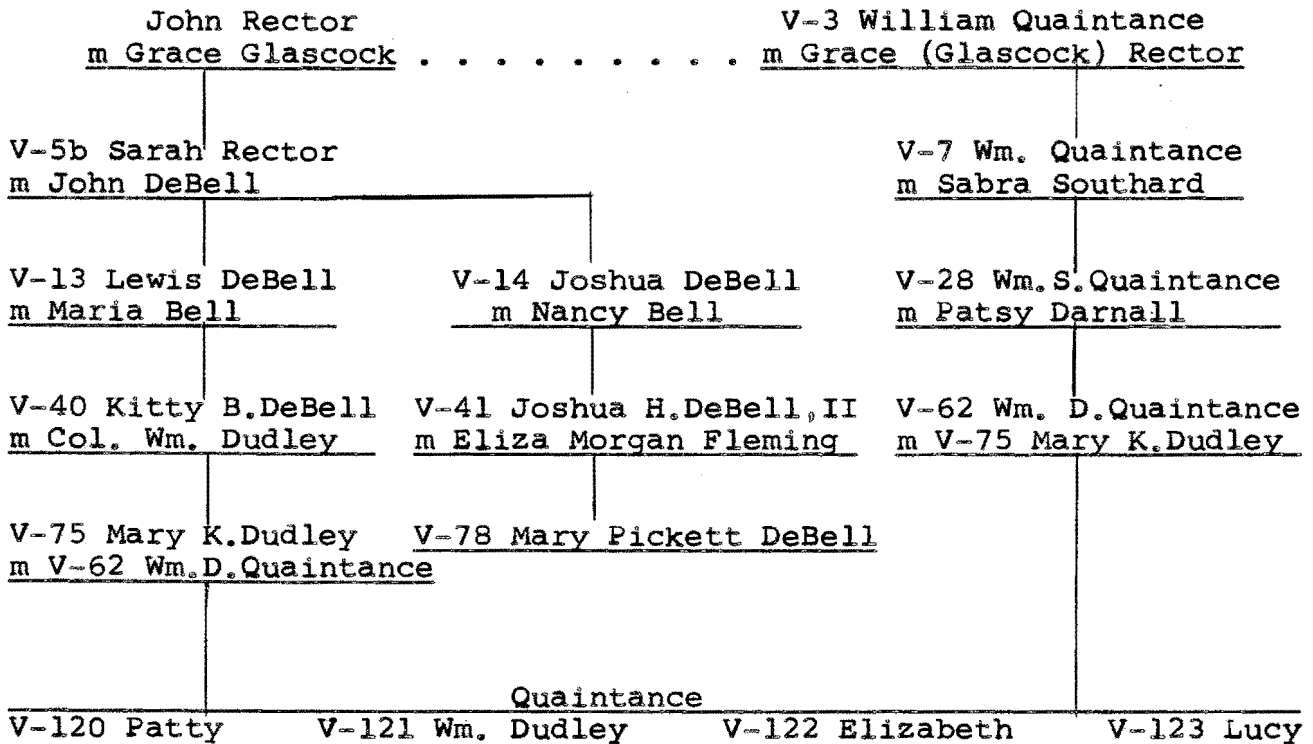 John Rector V-3 William Quaintance
m Grace Glascock . . . . . . . . . . m Grace (Glascock) Rector
V-5b Sarah Rector V-7 Wm. Quaintance
m John DeBell m Sabra Southard
V-13 Lewis DeBell V-14 Joshua DeBell V-28 Wm.S.Quaintance
m Maria Bell m Nancy Bell m Patsy Darnall
V-40 Kitty B.DeBell V-41 Joshua H.DeBell,II V-62 Wm. D.Quaintance
m Col. Wm. Dudley m Eliza Morgan Fleming m V-75 Mary K.Dudley
V-75 Mary K.Dudley V-78 Mary Pickett DeBell
m V-62 Wm.D.Quaintance
Quaintance
V-120 Patty V-121 Wm. Dudley V-122 Elizabeth V-123 Lucy